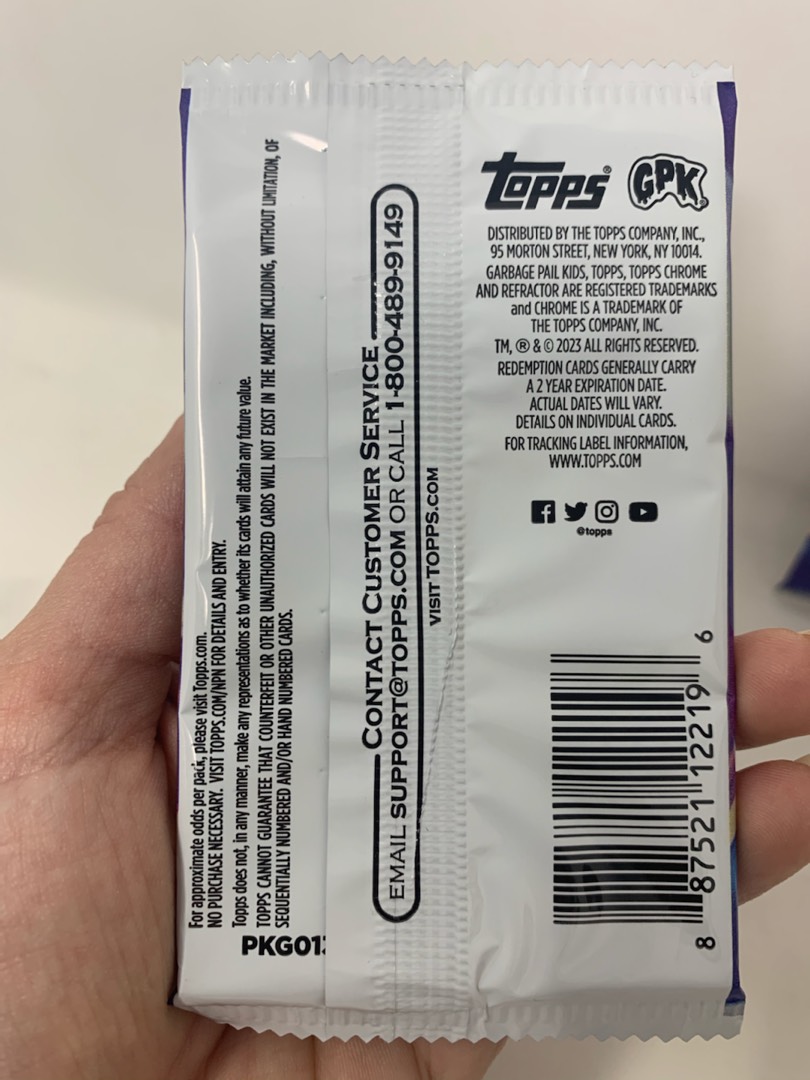 For approximate odds per pack, please visit Topps.com.
NO PURCHASE NECESSARY. VISIT TOPPS.COM/NPN FOR DETAILS AND ENTRY.
Topps does not, in any manner, make any representations as to whether its cards will attain any future value.
TOPPS CANNOT GUARANTEE THAT COUNTERFEIT OR OTHER UNAUTHORIZED CARDS WILL NOT EXIST IN THE MARKET INCLUDING, WITHOUT LIMITATION, OF
SEQUENTIALLY NUMBERED AND/OR HAND NUMBERED CARDS.
CONTACT CUSTOMER SERVICE
EMAIL SUPPORT@TOPPS.COM OR CALL 1-800-489-9149
VISIT TOPPS.COM
Topps® GPK®
DISTRIBUTED BY THE TOPPS COMPANY, INC.,
95 MORTON STREET, NEW YORK, NY 10014.
GARBAGE PAIL KIDS, TOPPS, TOPPS CHROME
AND REFRACTOR ARE REGISTERED TRADEMARKS
and CHROME IS A TRADEMARK OF
THE TOPPS COMPANY, INC.
TM, ® & © 2023 ALL RIGHTS RESERVED.
REDEMPTION CARDS GENERALLY CARRY
A 2 YEAR EXPIRATION DATE.
ACTUAL DATES WILL VARY.
DETAILS ON INDIVIDUAL CARDS.
FOR TRACKING LABEL INFORMATION,
WWW.TOPPS.COM
@topps
8 87521 12219 6